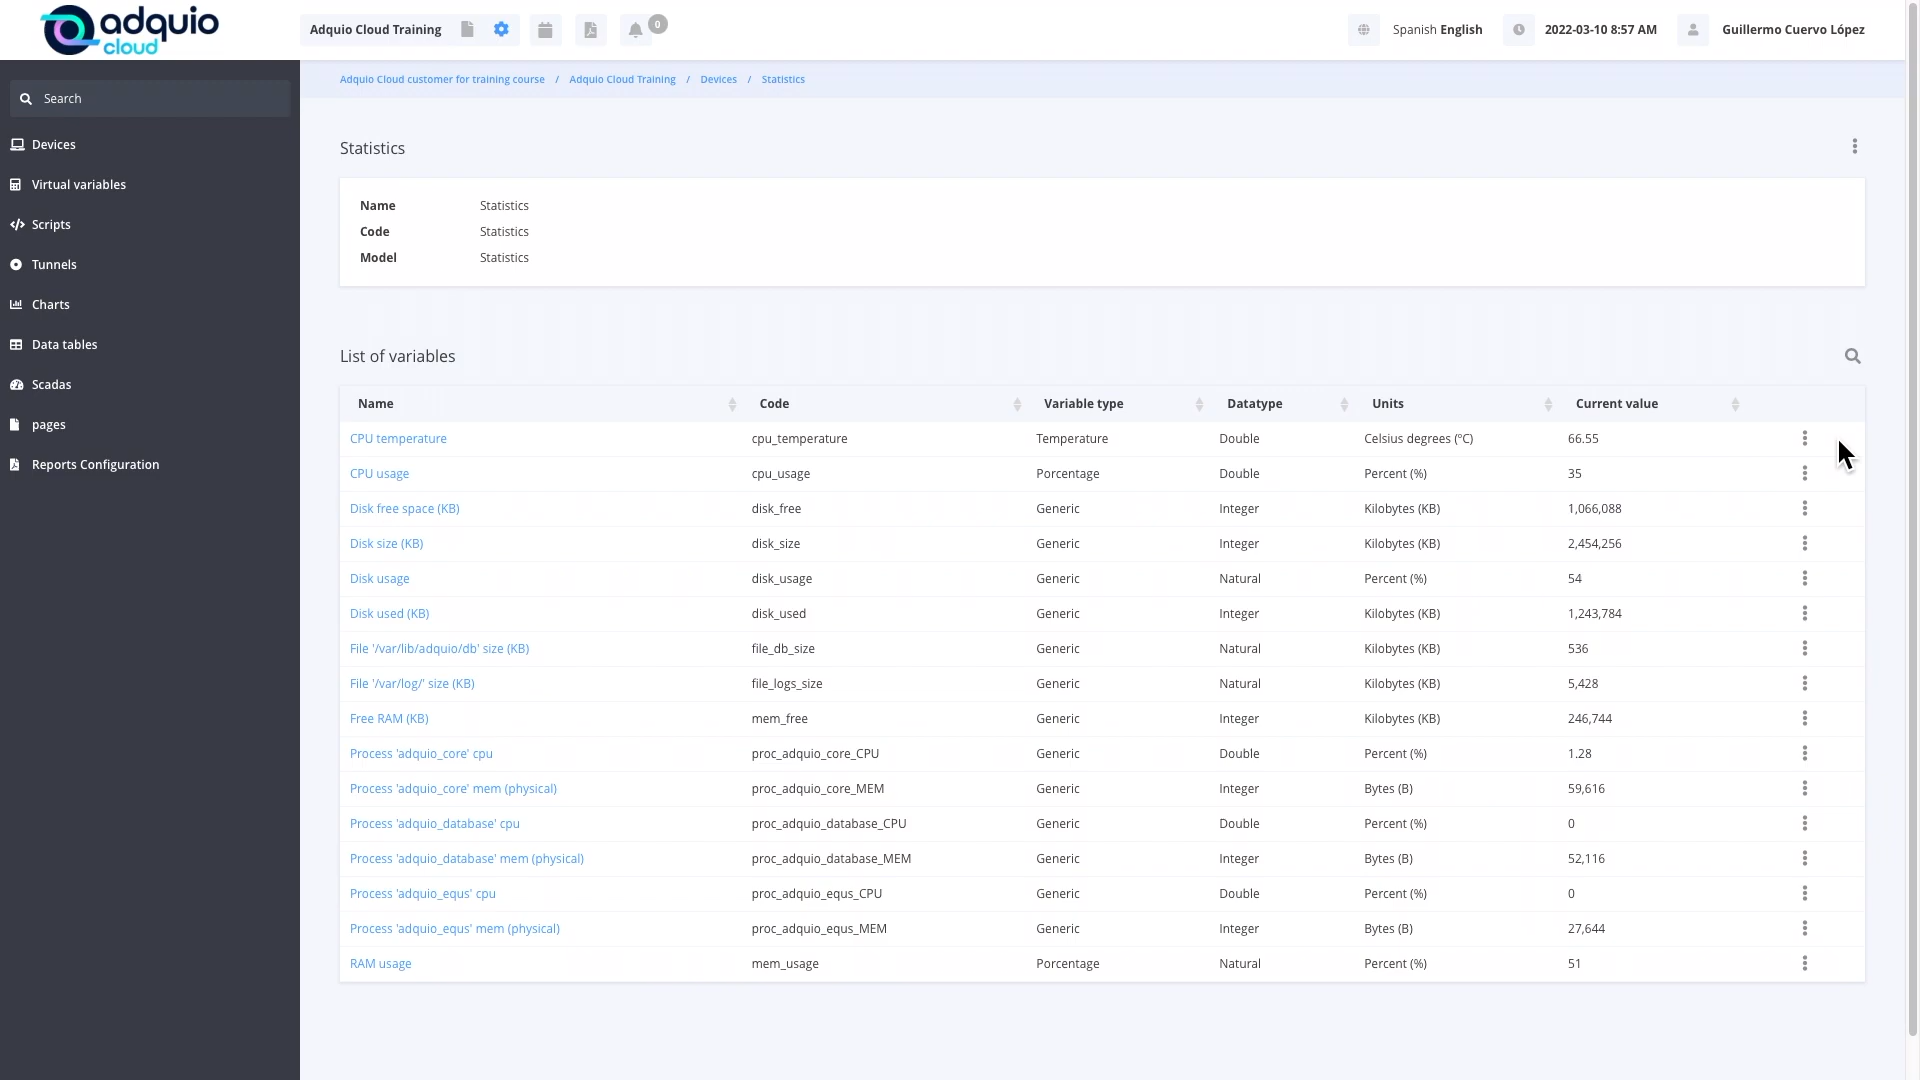 adquio
cloud
Adquio Cloud Training
0
Spanish English
2022-03-10 8:57 AM
Guillermo Cuervo López
Search
Devices
Virtual variables
Scripts
Tunnels
Charts
Data tables
Scadas
pages
Reports Configuration
Adquio Cloud customer for training course / Adquio Cloud Training / Devices / Statistics
Statistics
Name Statistics
Code Statistics
Model Statistics
List of variables
Name Code Variable type Datatype Units Current value
CPU temperature cpu_temperature Temperature Double Celsius degrees (ºC) 66.55
CPU usage cpu_usage Porcentage Double Percent (%) 35
Disk free space (KB) disk_free Generic Integer Kilobytes (KB) 1,066,088
Disk size (KB) disk_size Generic Integer Kilobytes (KB) 2,454,256
Disk usage disk_usage Generic Natural Percent (%) 54
Disk used (KB) disk_used Generic Integer Kilobytes (KB) 1,243,784
File '/var/lib/adquio/db' size (KB) file_db_size Generic Natural Kilobytes (KB) 536
File '/var/log/' size (KB) file_logs_size Generic Natural Kilobytes (KB) 5,428
Free RAM (KB) mem_free Generic Integer Kilobytes (KB) 246,744
Process 'adquio_core' cpu proc_adquio_core_CPU Generic Double Percent (%) 1.28
Process 'adquio_core' mem (physical) proc_adquio_core_MEM Generic Integer Bytes (B) 59,616
Process 'adquio_database' cpu proc_adquio_database_CPU Generic Double Percent (%) 0
Process 'adquio_database' mem (physical) proc_adquio_database_MEM Generic Integer Bytes (B) 52,116
Process 'adquio_equs' cpu proc_adquio_equs_CPU Generic Double Percent (%) 0
Process 'adquio_equs' mem (physical) proc_adquio_equs_MEM Generic Integer Bytes (B) 27,644
RAM usage mem_usage Porcentage Natural Percent (%) 51